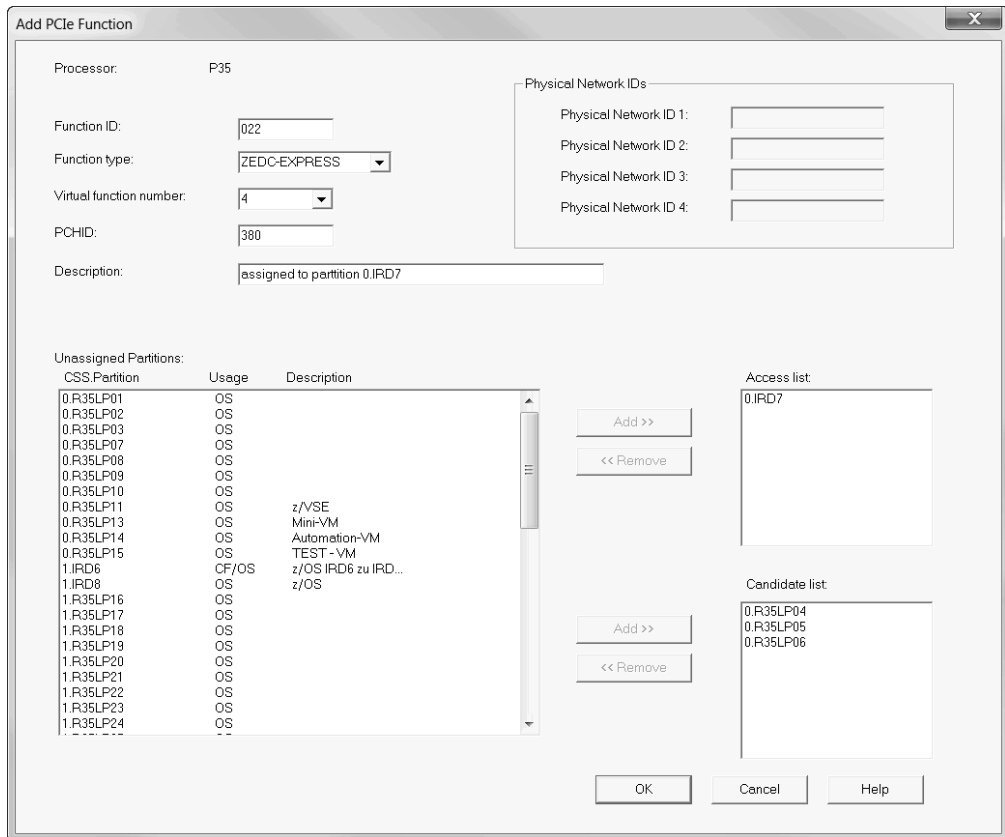 Add PCIe Function
X
Processor: P35
Physical Network IDs
Function ID: 022
Physical Network ID 1:
Function type: ZEDC-EXPRESS
Physical Network ID 2:
Virtual function number: 4
Physical Network ID 3:
PCHID: 380
Physical Network ID 4:
Description: assigned to parttition 0.IRD7
Unassigned Partitions:
CSS.Partition Usage Description
0.R35LP01 OS
0.R35LP02 OS
0.R35LP03 OS
0.R35LP07 OS
0.R35LP08 OS
0.R35LP09 OS
0.R35LP10 OS
0.R35LP11 OS z/VSE
0.R35LP13 OS Mini-VM
0.R35LP14 OS Automation-VM
0.R35LP15 OS TEST - VM
1.IRD6 CF/OS z/OS IRD6 zu IRD...
1.IRD8 OS z/OS
1.R35LP16 OS
1.R35LP17 OS
1.R35LP18 OS
1.R35LP19 OS
1.R35LP20 OS
1.R35LP21 OS
1.R35LP22 OS
1.R35LP23 OS
1.R35LP24 OS
Add >>
<< Remove
Access list:
0.IRD7
Add >>
<< Remove
Candidate list:
0.R35LP04
0.R35LP05
0.R35LP06
OK Cancel Help